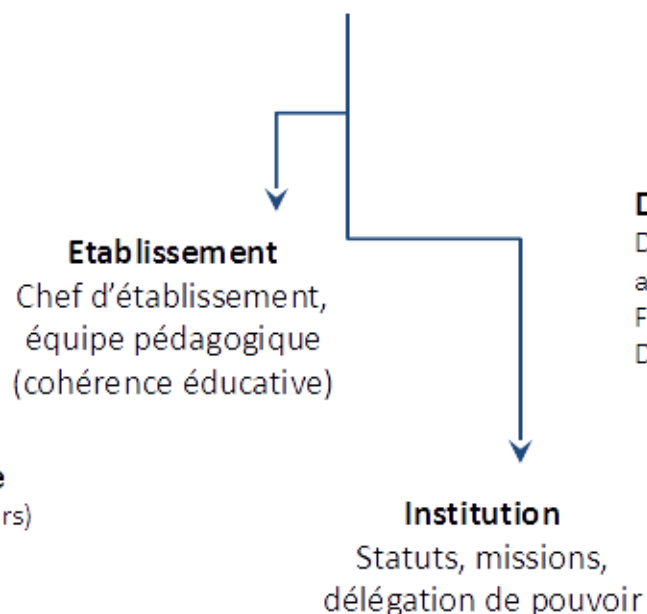 Etablissement
Chef d'établissement,
équipe pédagogique
(cohérence éducative)
Institution
Statuts, missions,
délégation de pouvoir